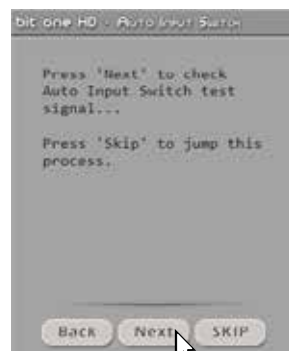 bit one HD - Auto Input Switch
Press 'Next' to check
Auto Input Switch test
signal...
Press 'Skip' to jump this
process.
Back Next SKIP